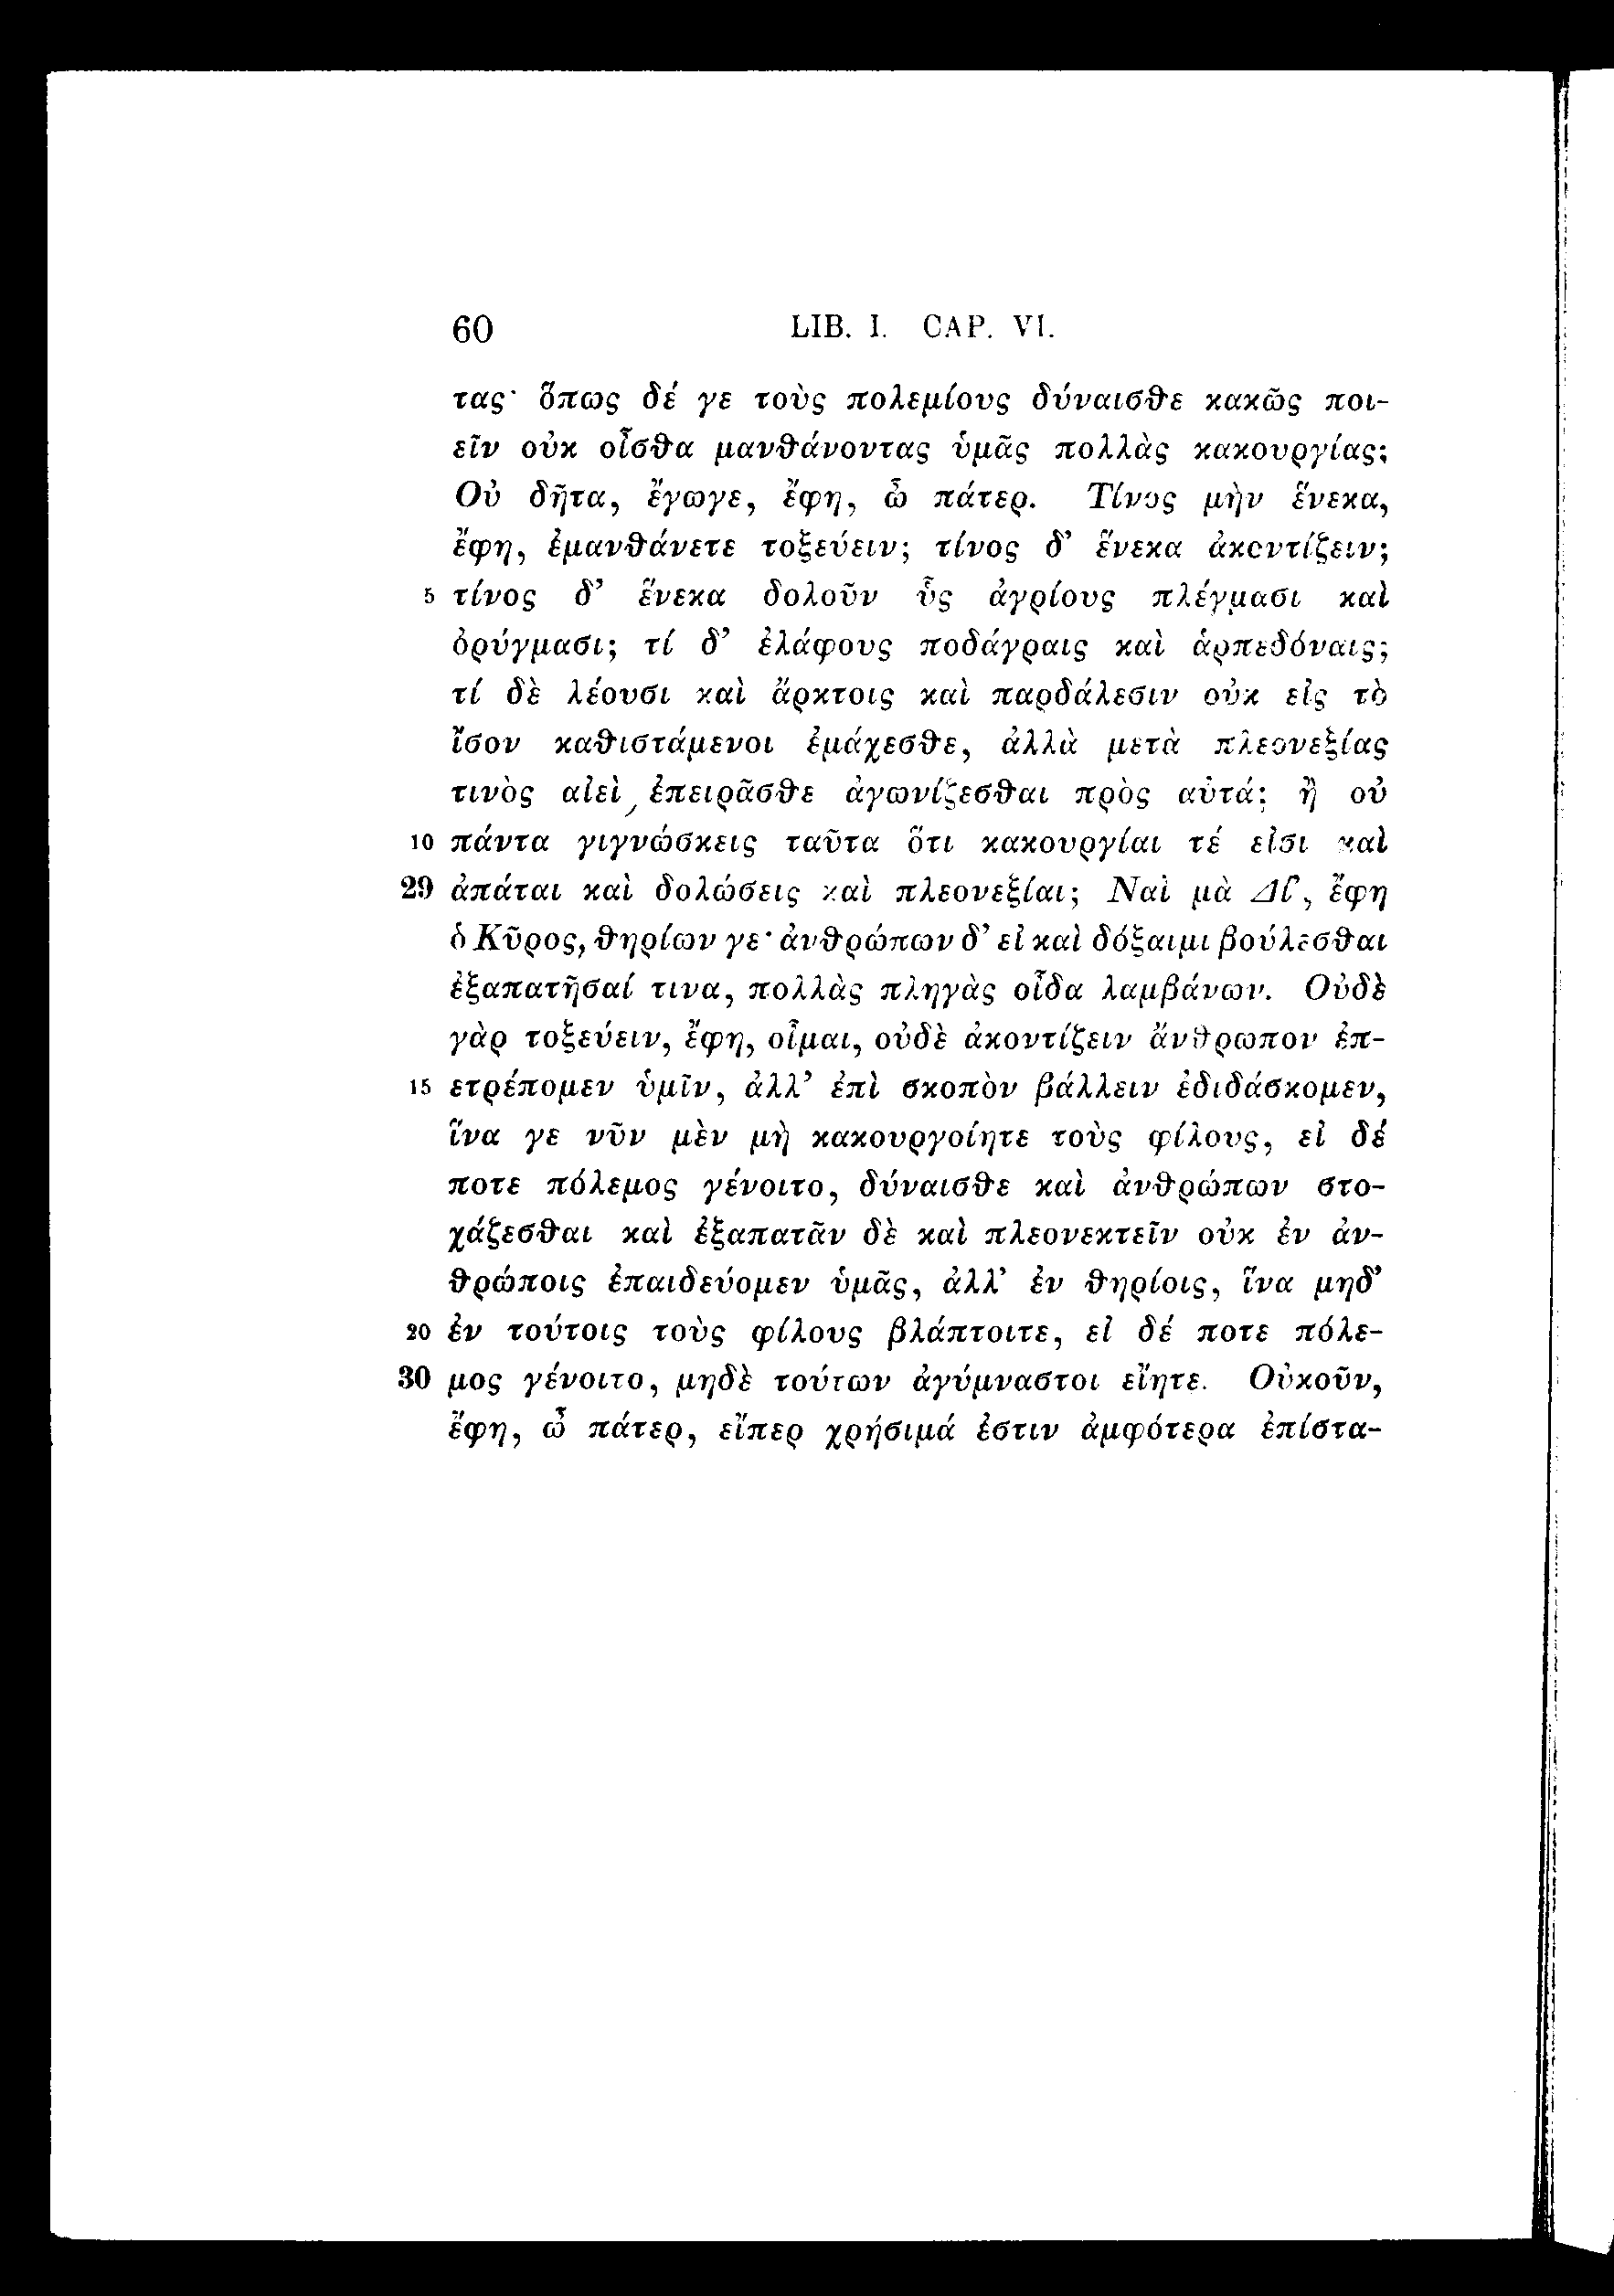 60 LIB. I. CAP. VI.
τας· ὅπως δέ γε τοὺς πολεμίους δύναισθε κακῶς ποι-
εῖν οὐκ οἶσθα μανθάνοντας ὑμᾶς πολλὰς κακουργίας;
Οὐ δῆτα, ἔγωγε, ἔφη, ὦ πάτερ. Τίνος μὴν ἕνεκα,
ἔφη, ἐμανθάνετε τοξεύειν; τίνος δ’ ἕνεκα ἀκοντίζειν;
5 τίνος δ’ ἕνεκα δολοῦν ὗς ἀγρίους πλέγμασι καὶ
ὀρύγμασι; τί δ’ ἐλάφους ποδάγραις καὶ ἁρπεδόναις;
τί δὲ λέουσι καὶ ἄρκτοις καὶ παρδάλεσιν οὐκ εἰς τὸ
ἴσον καθιστάμενοι ἐμάχεσθε, ἀλλὰ μετὰ πλεονεξίας
τινὸς αἰεὶ ἐπειρᾶσθε ἀγωνίζεσθαι πρὸς αὐτά; ἢ οὐ
10 πάντα γιγνώσκεις ταῦτα ὅτι κακουργίαι τέ εἰσι καὶ
29 ἀπάται καὶ δολώσεις καὶ πλεονεξίαι; Ναὶ μὰ Δί’, ἔφη
ὁ Κῦρος, θηρίων γε· ἀνθρώπων δ’ εἰ καὶ δόξαιμι βούλεσθαι
ἐξαπατῆσαί τινα, πολλὰς πληγὰς οἶδα λαμβάνων. Οὐδὲ
γὰρ τοξεύειν, ἔφη, οἶμαι, οὐδὲ ἀκοντίζειν ἄνθρωπον ἐπ-
15 ετρέπομεν ὑμῖν, ἀλλ’ ἐπὶ σκοπὸν βάλλειν ἐδιδάσκομεν,
ἵνα γε νῦν μὲν μὴ κακουργοίητε τοὺς φίλους, εἰ δέ
ποτε πόλεμος γένοιτο, δύναισθε καὶ ἀνθρώπων στο-
χάζεσθαι καὶ ἐξαπατᾶν δὲ καὶ πλεονεκτεῖν οὐκ ἐν ἀν-
θρώποις ἐπαιδεύομεν ὑμᾶς, ἀλλ’ ἐν θηρίοις, ἵνα μηδ’
20 ἐν τούτοις τοὺς φίλους βλάπτοιτε, εἰ δέ ποτε πόλε-
30 μος γένοιτο, μηδὲ τούτων ἀγύμναστοι εἴητε. Οὐκοῦν,
ἔφη, ὦ πάτερ, εἴπερ χρήσιμά ἐστιν ἀμφότερα ἐπίστα-